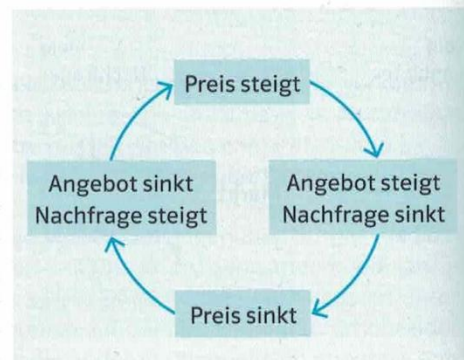 Preis steigt
Angebot steigt
Nachfrage sinkt
Preis sinkt
Angebot sinkt
Nachfrage steigt